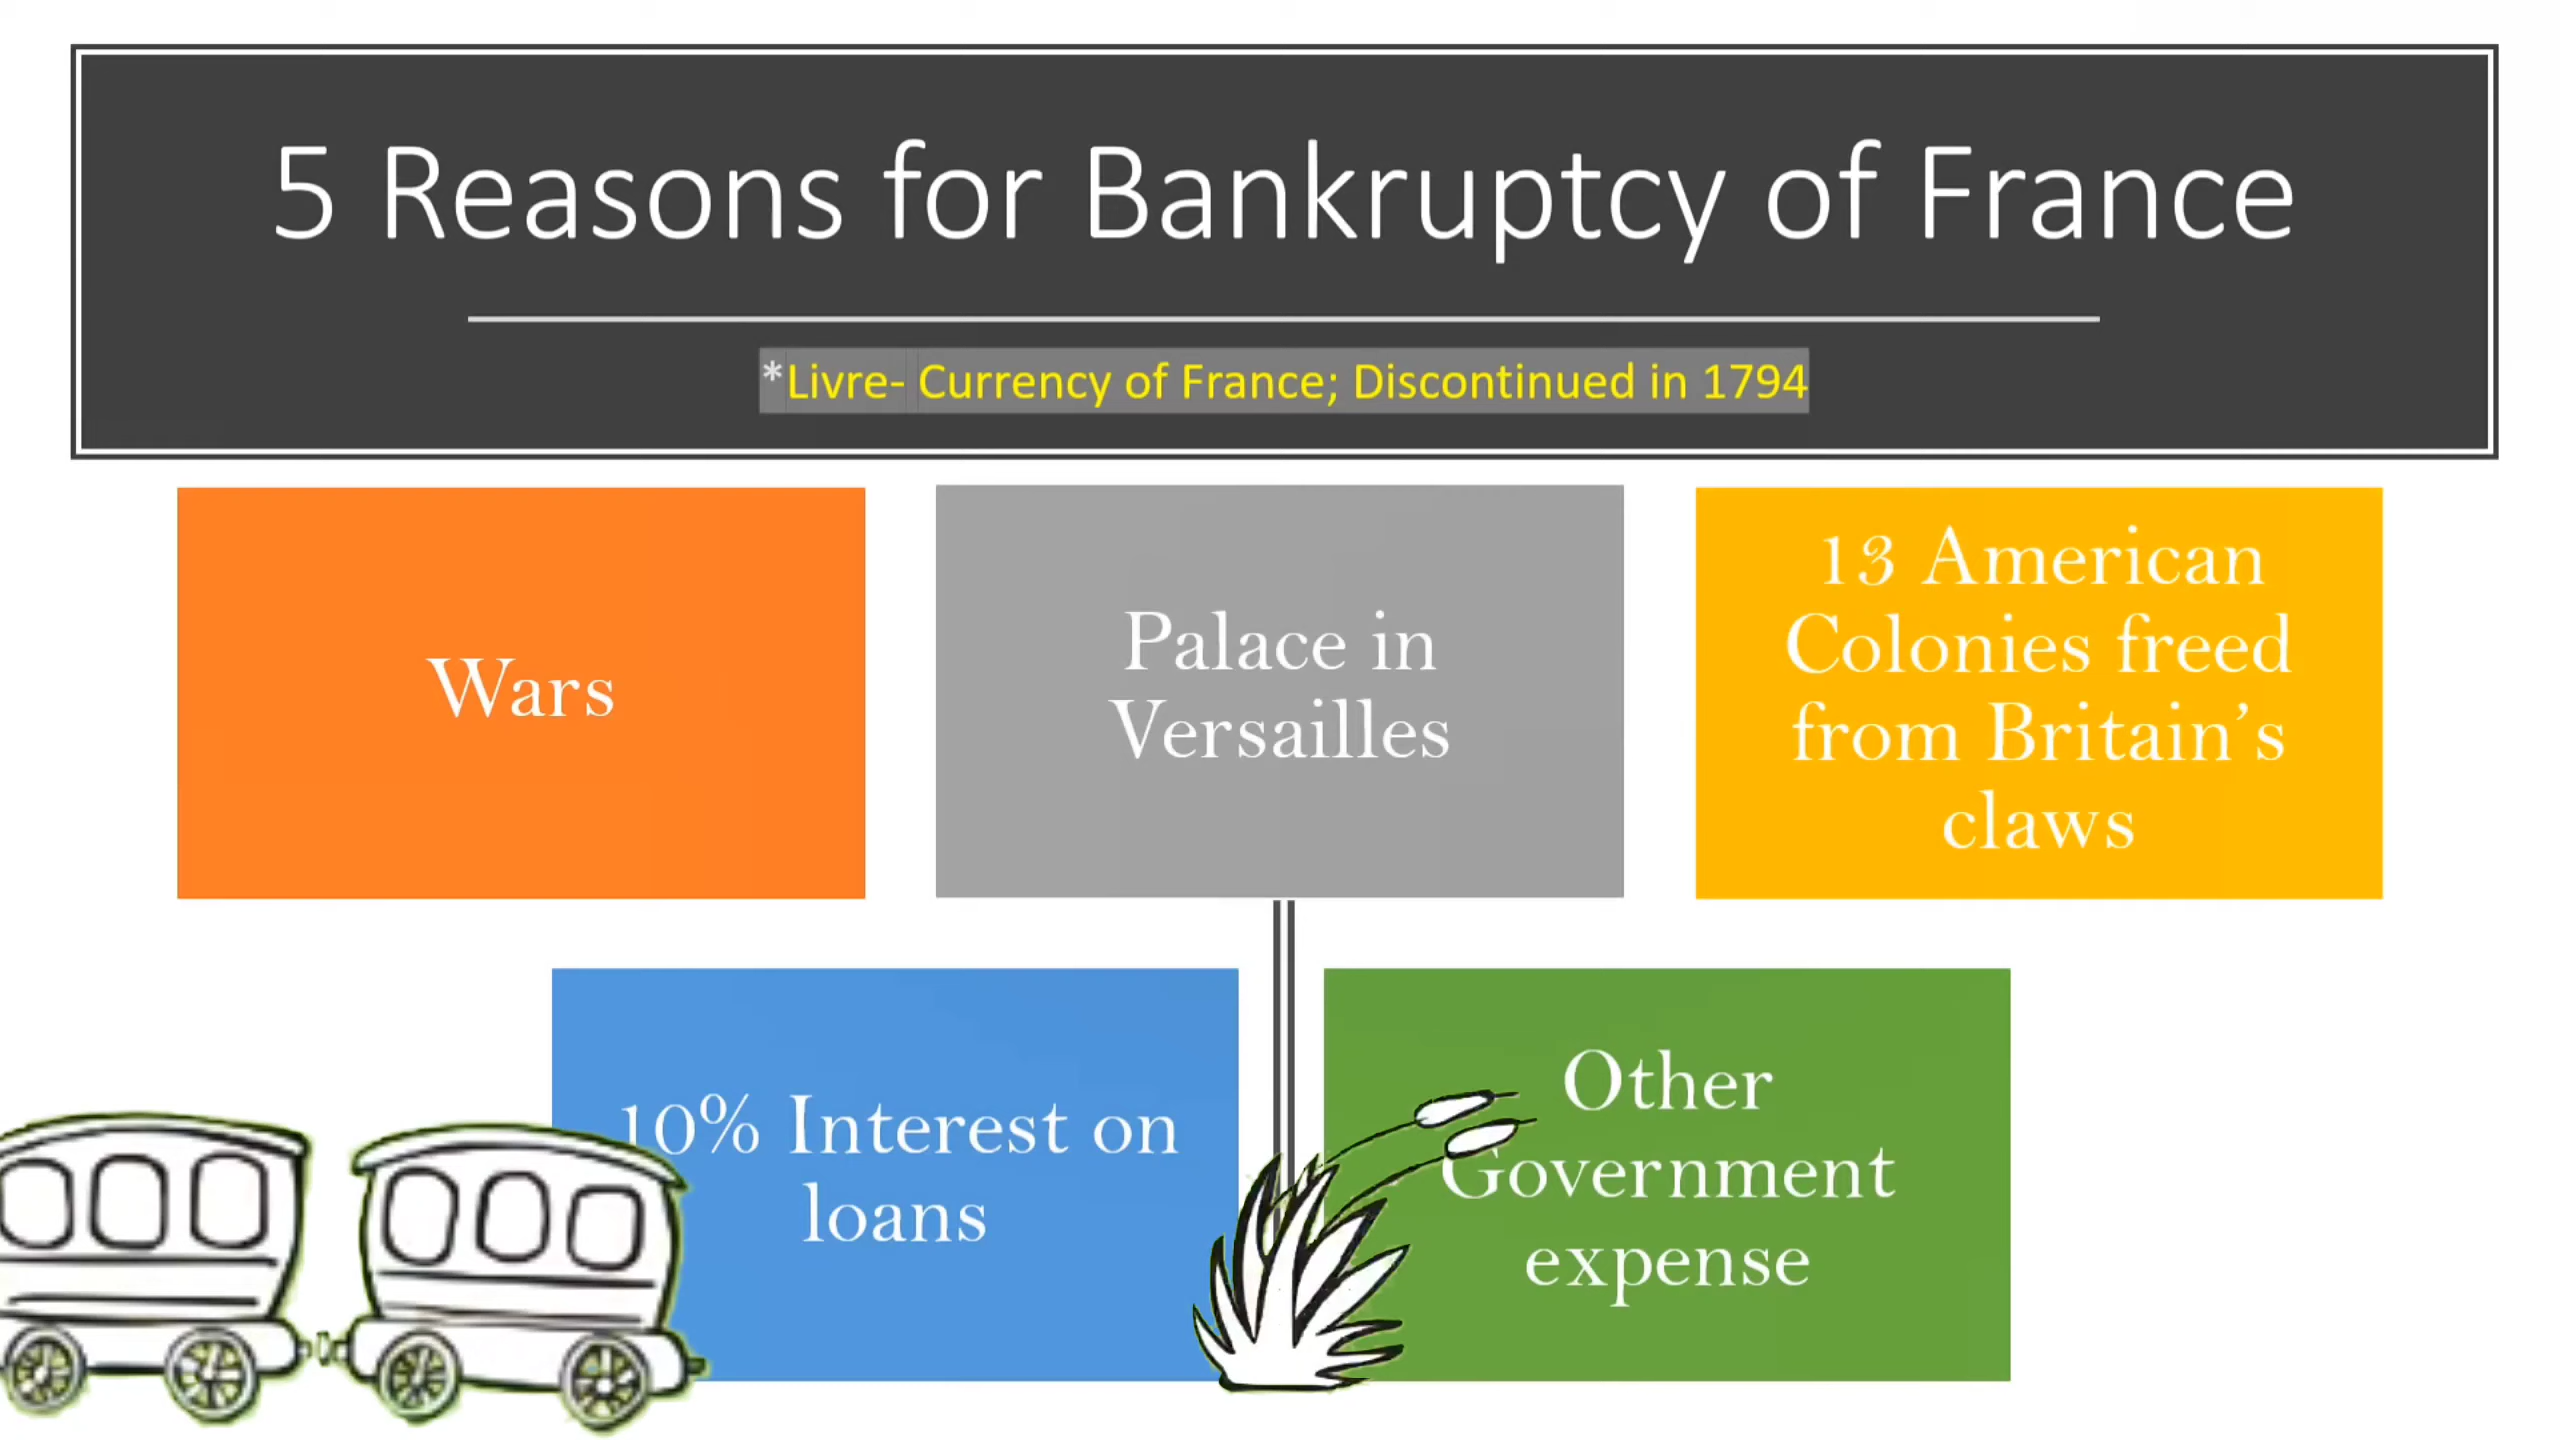 5 Reasons for Bankruptcy of France
*Livre- Currency of France; Discontinued in 1794
Wars
Palace in
Versailles
13 American
Colonies freed
from Britain's
claws
10% Interest on
loans
Other
Government
expense